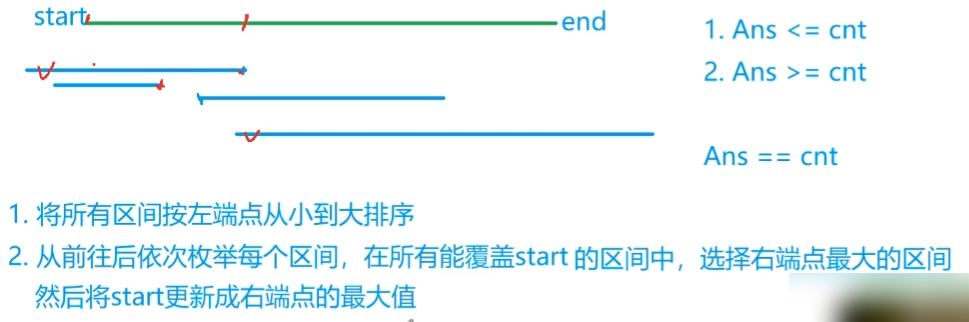 start
end
1. Ans <= cnt
2. Ans >= cnt
Ans == cnt
1. 将所有区间按左端点从小到大排序
2. 从前往后依次枚举每个区间，在所有能覆盖start 的区间中，选择右端点最大的区间
然后将start更新成右端点的最大值